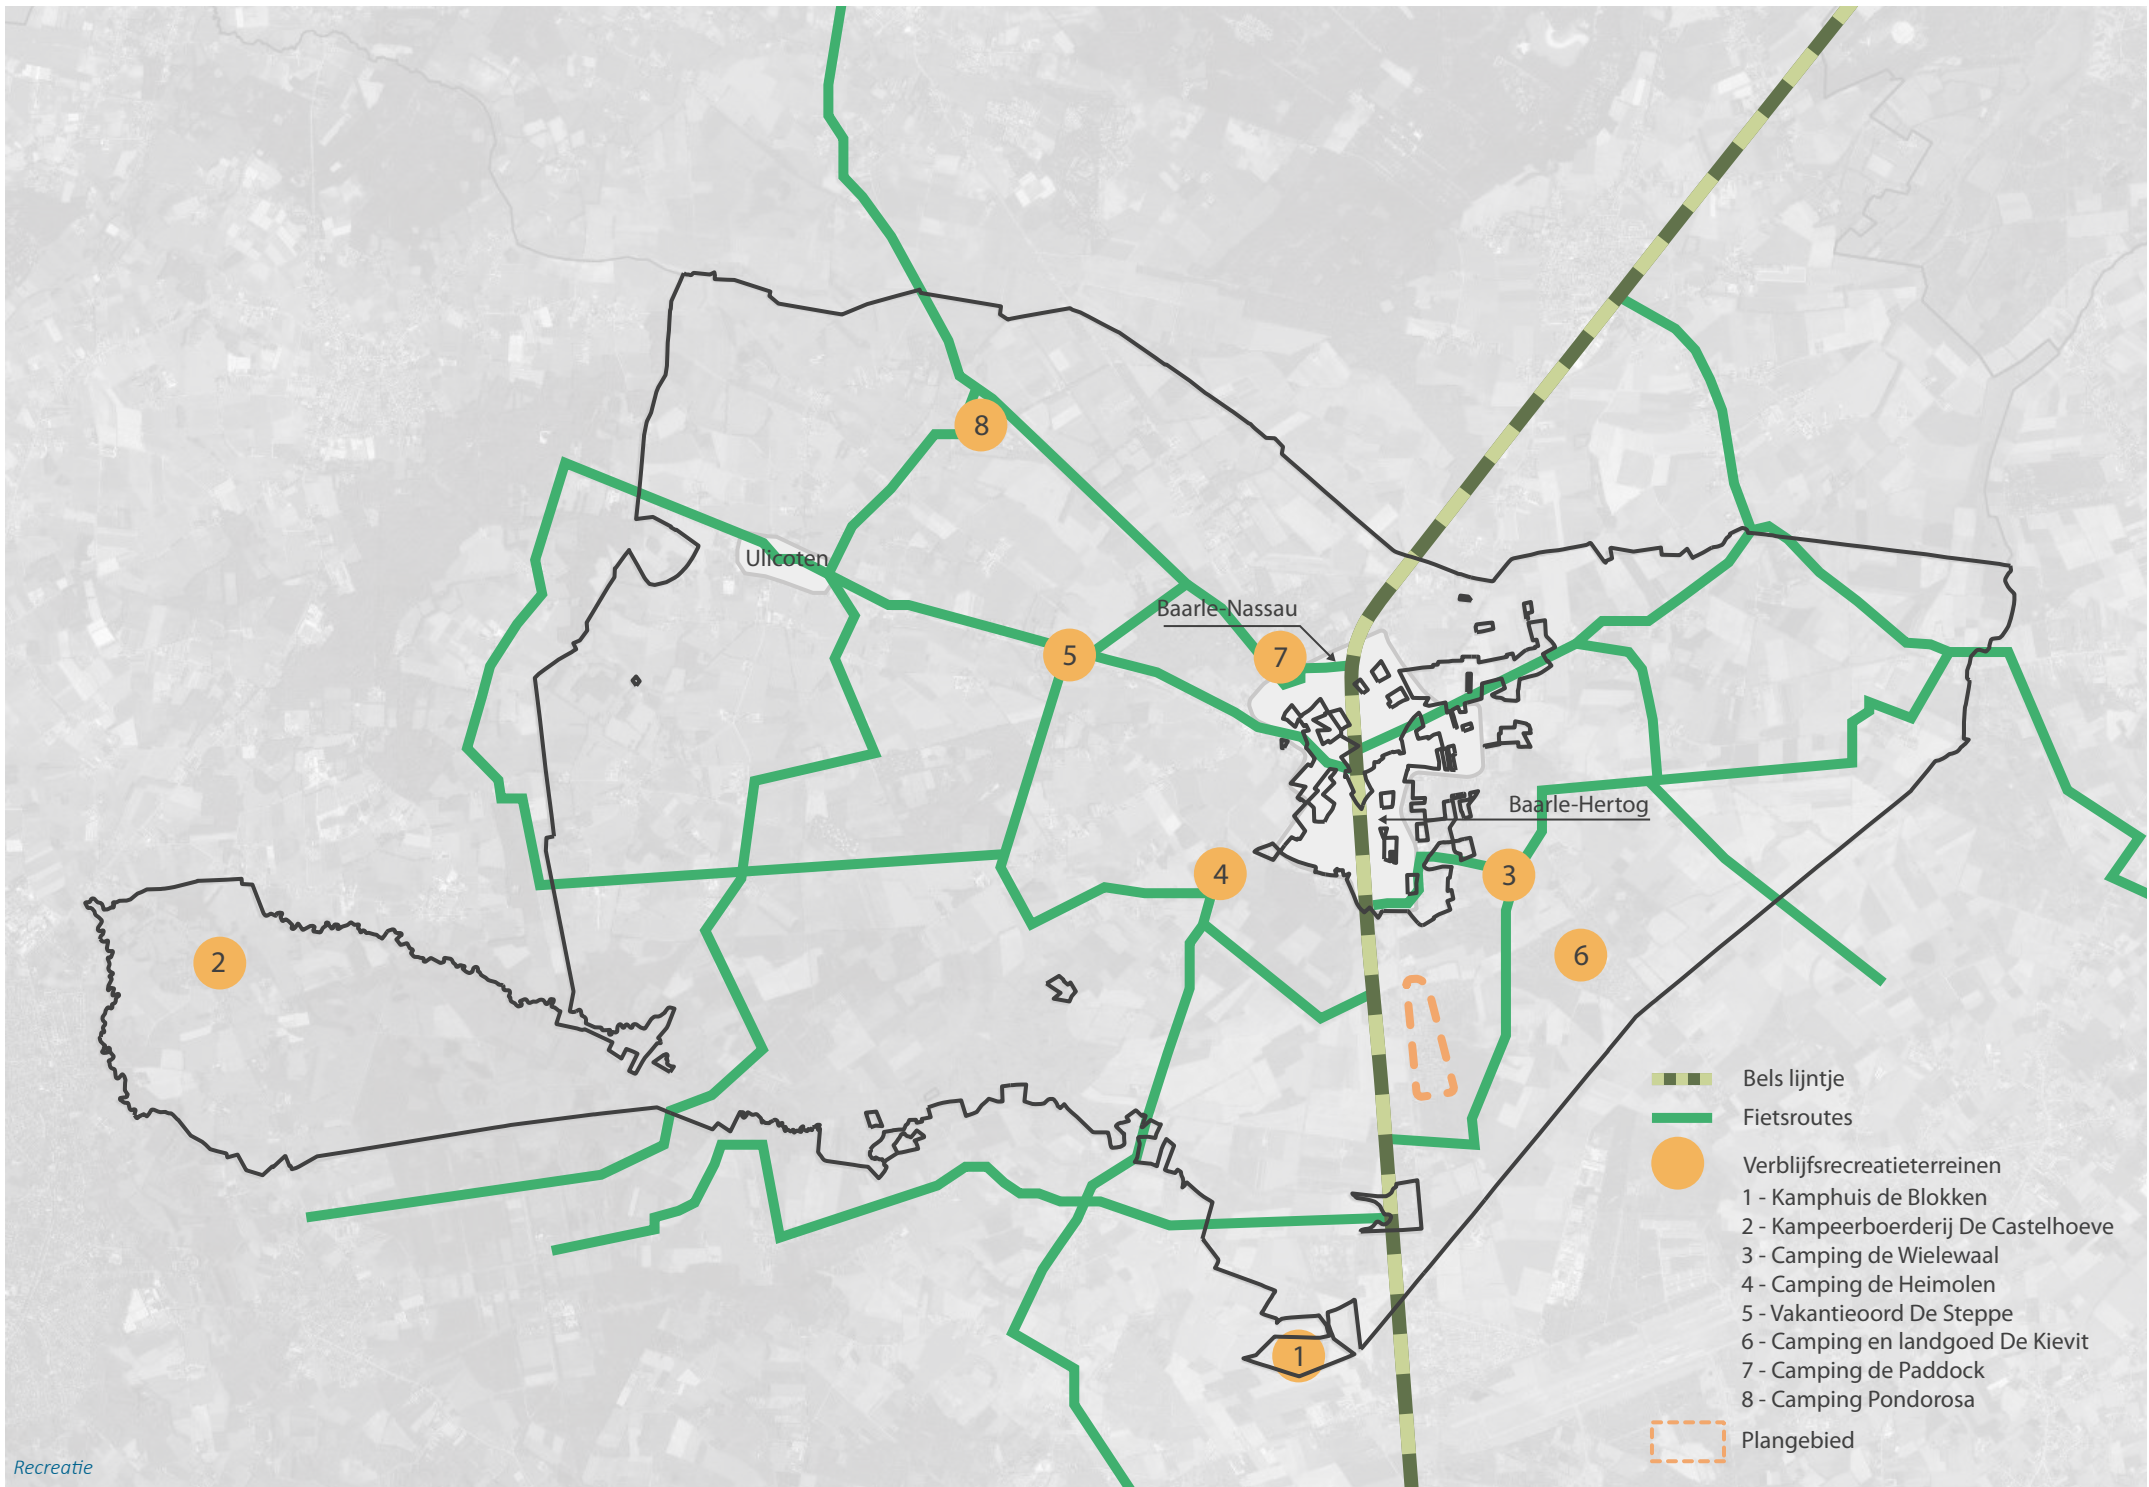 8
Ulicoten
Baarle-Nassau
5
7
Baarle-Hertog
4
3
2
6
1
Bels lijntje
Fietsroutes
Verblijfsrecreatieterreinen
1 - Kamphuis de Blokken
2 - Kampeerboerderij De Castelhoeve
3 - Camping de Wielewaal
4 - Camping de Heimolen
5 - Vakantieoord De Steppe
6 - Camping en landgoed De Kievit
7 - Camping de Paddock
8 - Camping Pondorosa
Plangebied
Recreatie